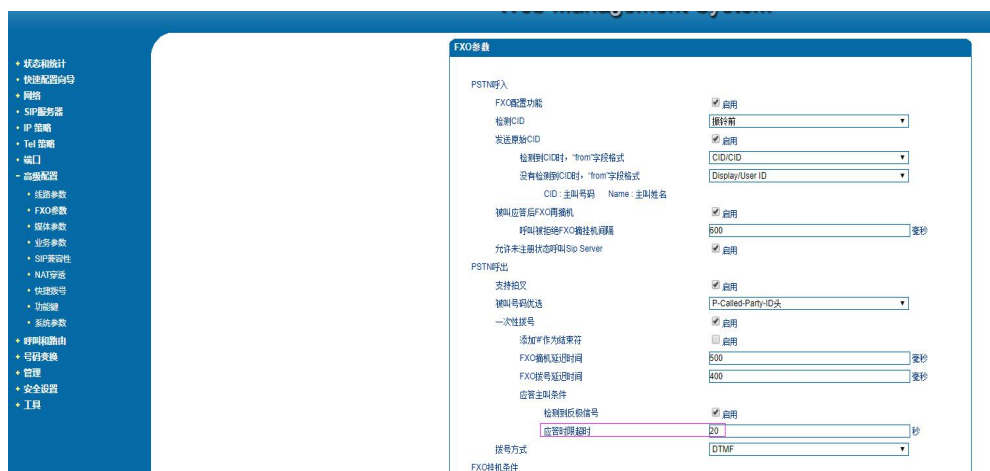 Web Management System
FXO参数
+ 状态和统计
• 快速配置向导
+ 网络
• SIP服务器
• IP 策略
• Tel 策略
• 端口
- 高级配置
• 线路参数
• FXO参数
• 媒体参数
• 业务参数
• SIP兼容性
• NAT穿透
• 快捷拨号
• 功能键
• 系统参数
+ 呼叫和路由
+ 号码变换
+ 管理
+ 安全设置
+ 工具
PSTN呼入
FXO配置功能 启用
检测CID 振铃前
发送原始CID 启用
检测到CID时，"from"字段格式 CID/CID
没有检测到CID时，"from"字段格式 Display/User ID
CID : 主叫号码 Name : 主叫姓名
被叫应答后FXO再摘机 启用
呼叫被拒绝FXO摘挂机间隔 600 毫秒
允许未注册状态呼叫Sip Server 启用
PSTN呼出
支持拍叉 启用
被叫号码优选 P-Called-Party-ID头
一次性拨号 启用
添加'#'作为结束符 启用
FXO摘机延迟时间 500 毫秒
FXO拨号延迟时间 400 毫秒
应答主叫条件
检测到反极信号 启用
应答时限超时 20 秒
拨号方式 DTMF
FXO挂机条件